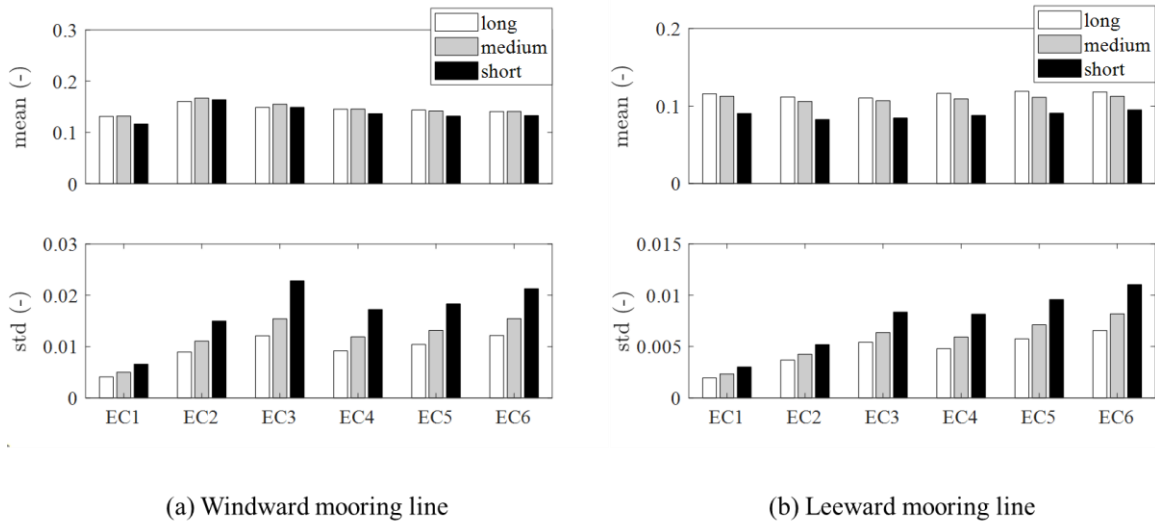 0.3
0.2
0.1
0
mean (-)
long
medium
short
0.03
0.02
0.01
0
std (-)
EC1 EC2 EC3 EC4 EC5 EC6
(a) Windward mooring line
0.2
0.1
0
mean (-)
long
medium
short
0.015
0.01
0.005
0
std (-)
EC1 EC2 EC3 EC4 EC5 EC6
(b) Leeward mooring line